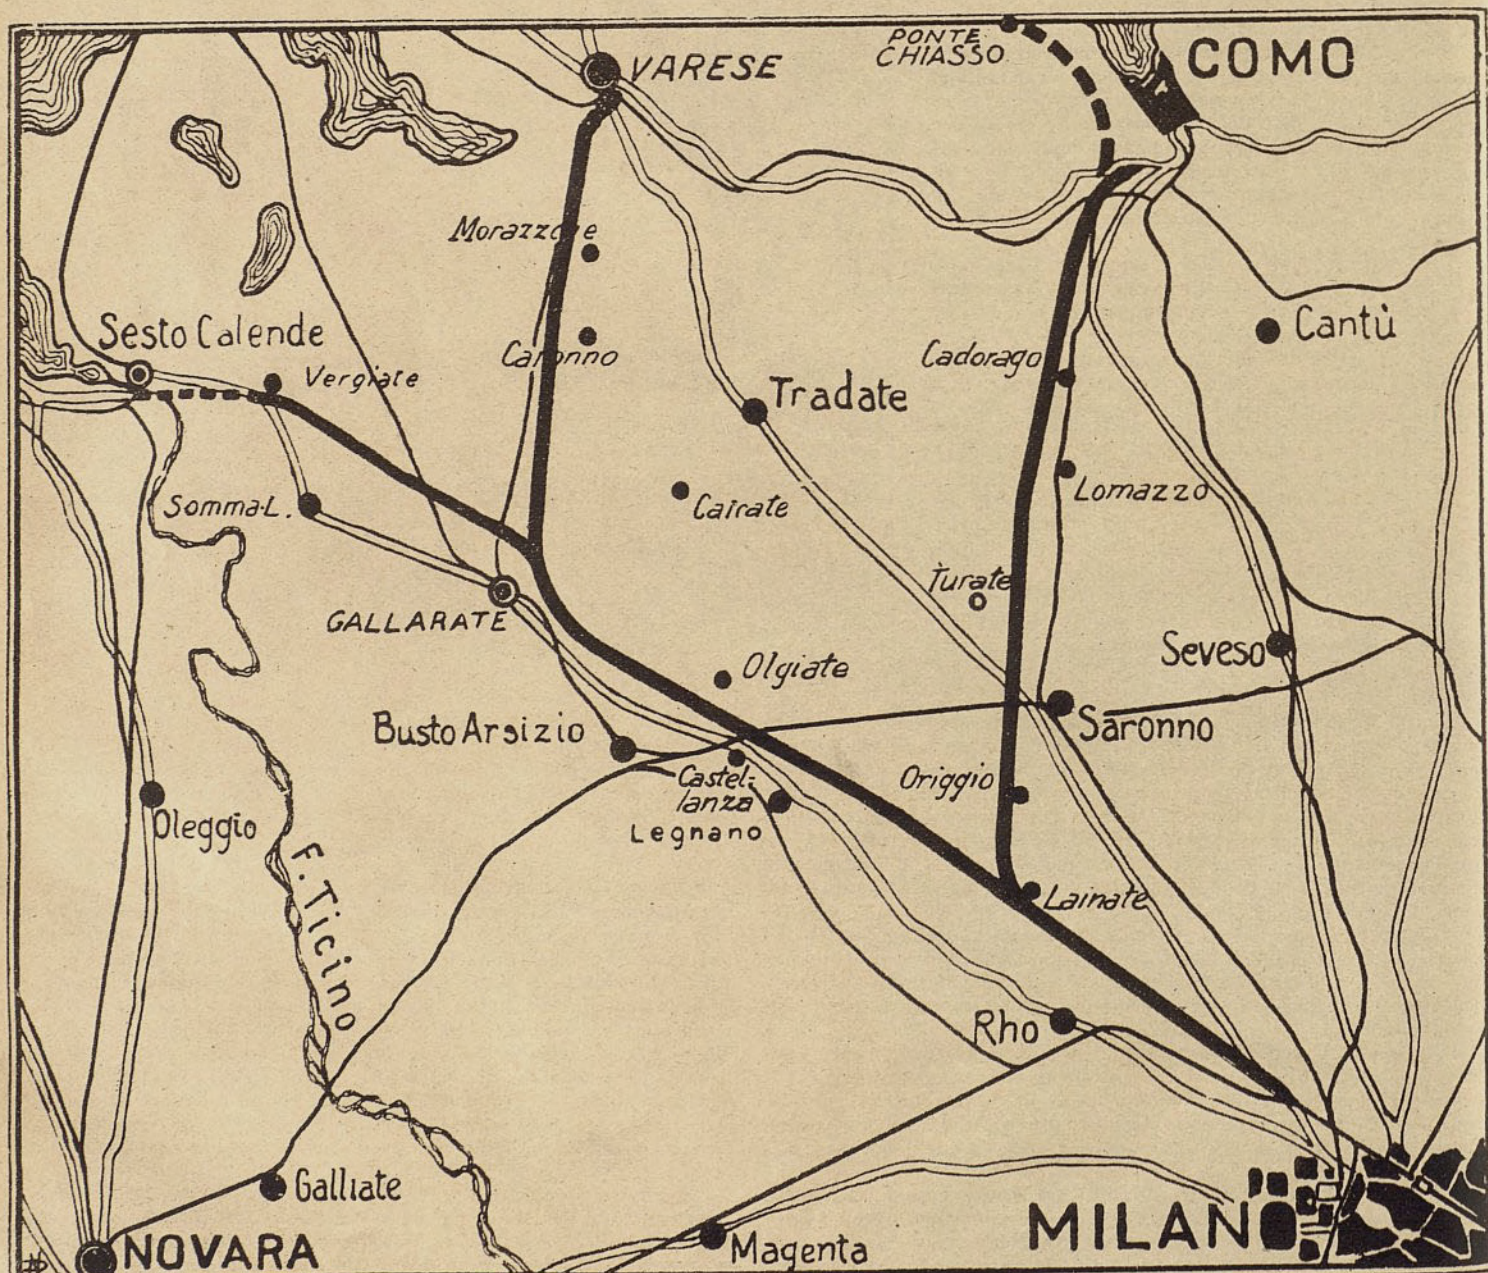 PONTE
CHIASSO
COMO
VARESE
Morazzone
Sesto Calende
Vergiate
Caronno
Cadorago
Cantù
Tradate
Somma-L.
Cairate
Lomazzo
Turate
GALLARATE
Olgiate
Seveso
Busto Arsizio
Saronno
Castel-
lanza
Legnano
Origgio
Oleggio
F. Ticino
Lainate
Rho
Galliate
MILANO
NOVARA
Magenta